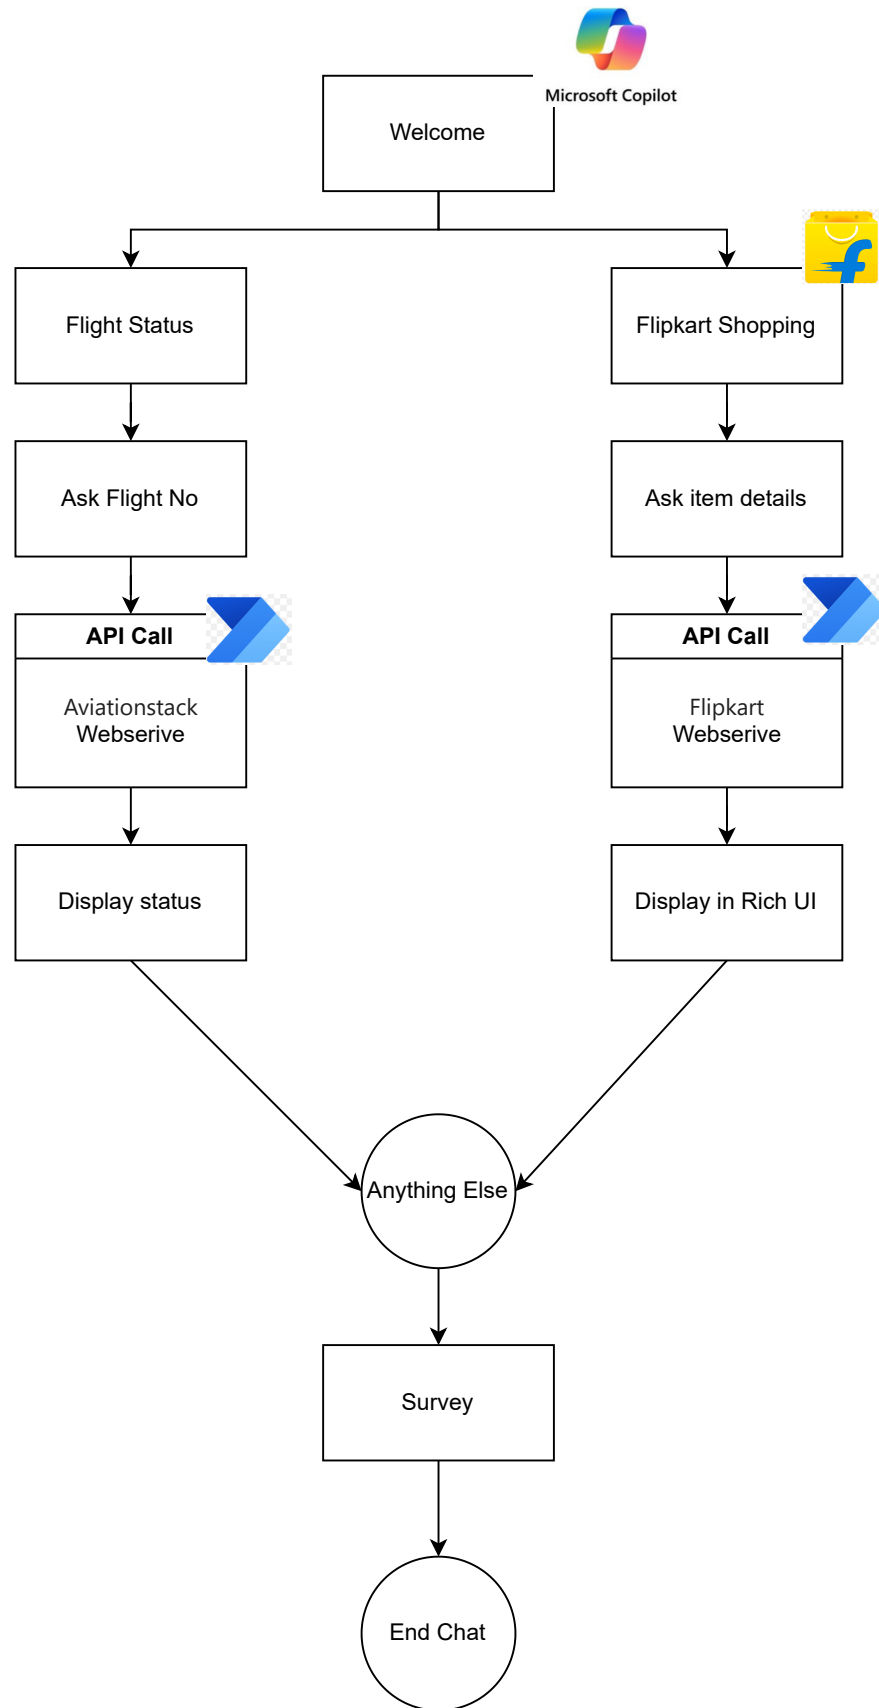 Microsoft Copilot
Welcome
Flight Status
Flipkart Shopping
Ask Flight No
Ask item details
API Call
API Call
Aviationstack
Webserive
Flipkart
Webserive
Display status
Display in Rich UI
Anything Else
Survey
End Chat